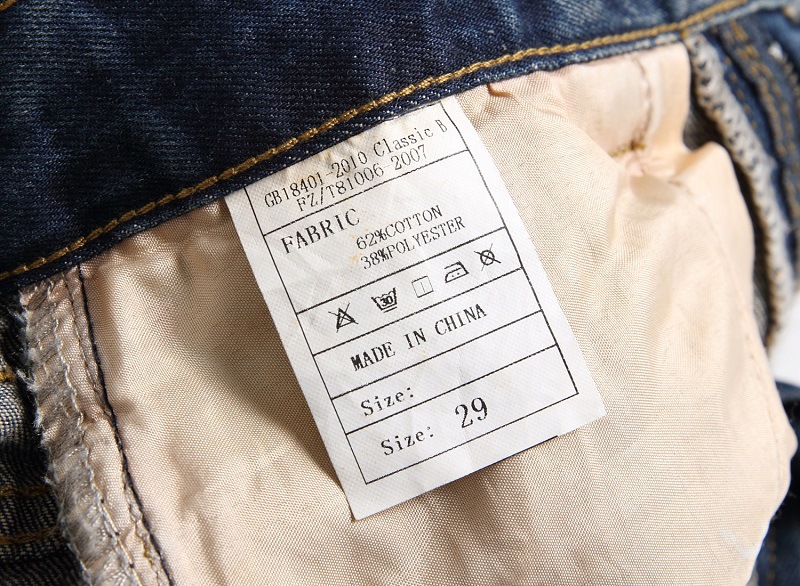 GB18401-2010 Classic B
FZ/T81006-2007
FABRIC
62%COTTON
38%POLYESTER
30
MADE IN CHINA
Size:
Size: 29